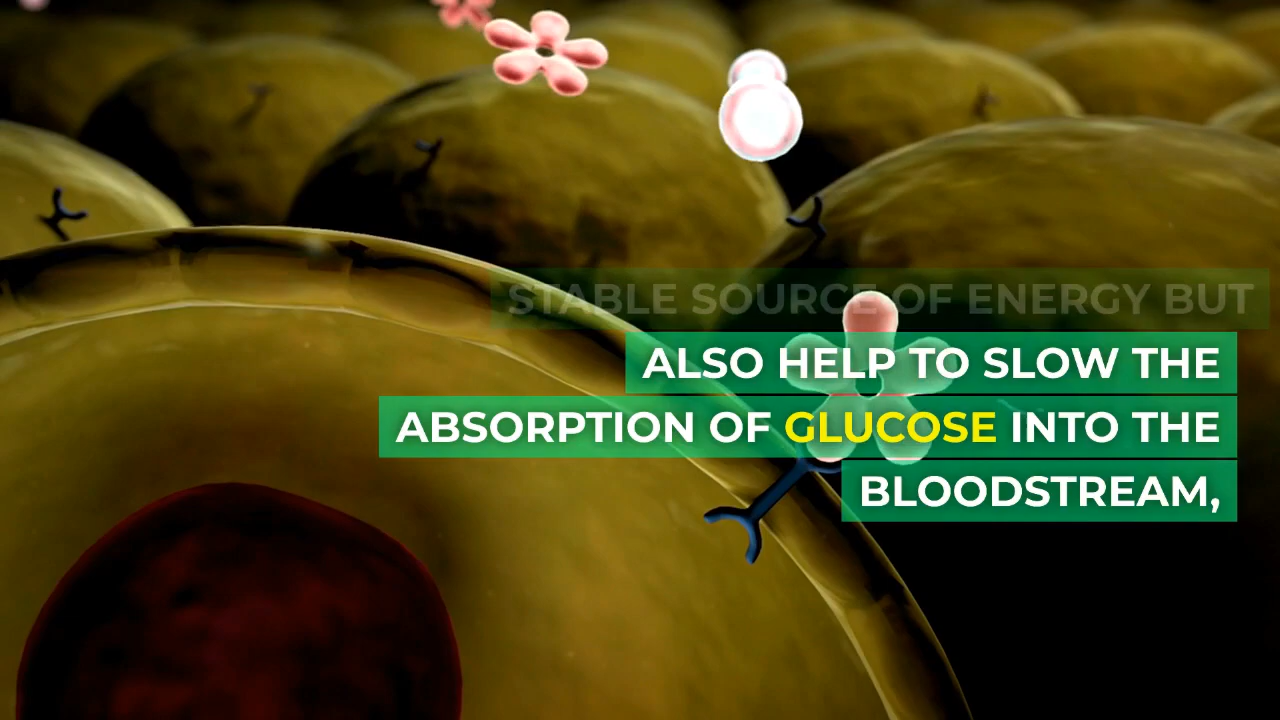 STABLE SOURCE OF ENERGY BUT
ALSO HELP TO SLOW THE
ABSORPTION OF GLUCOSE INTO THE
BLOODSTREAM,